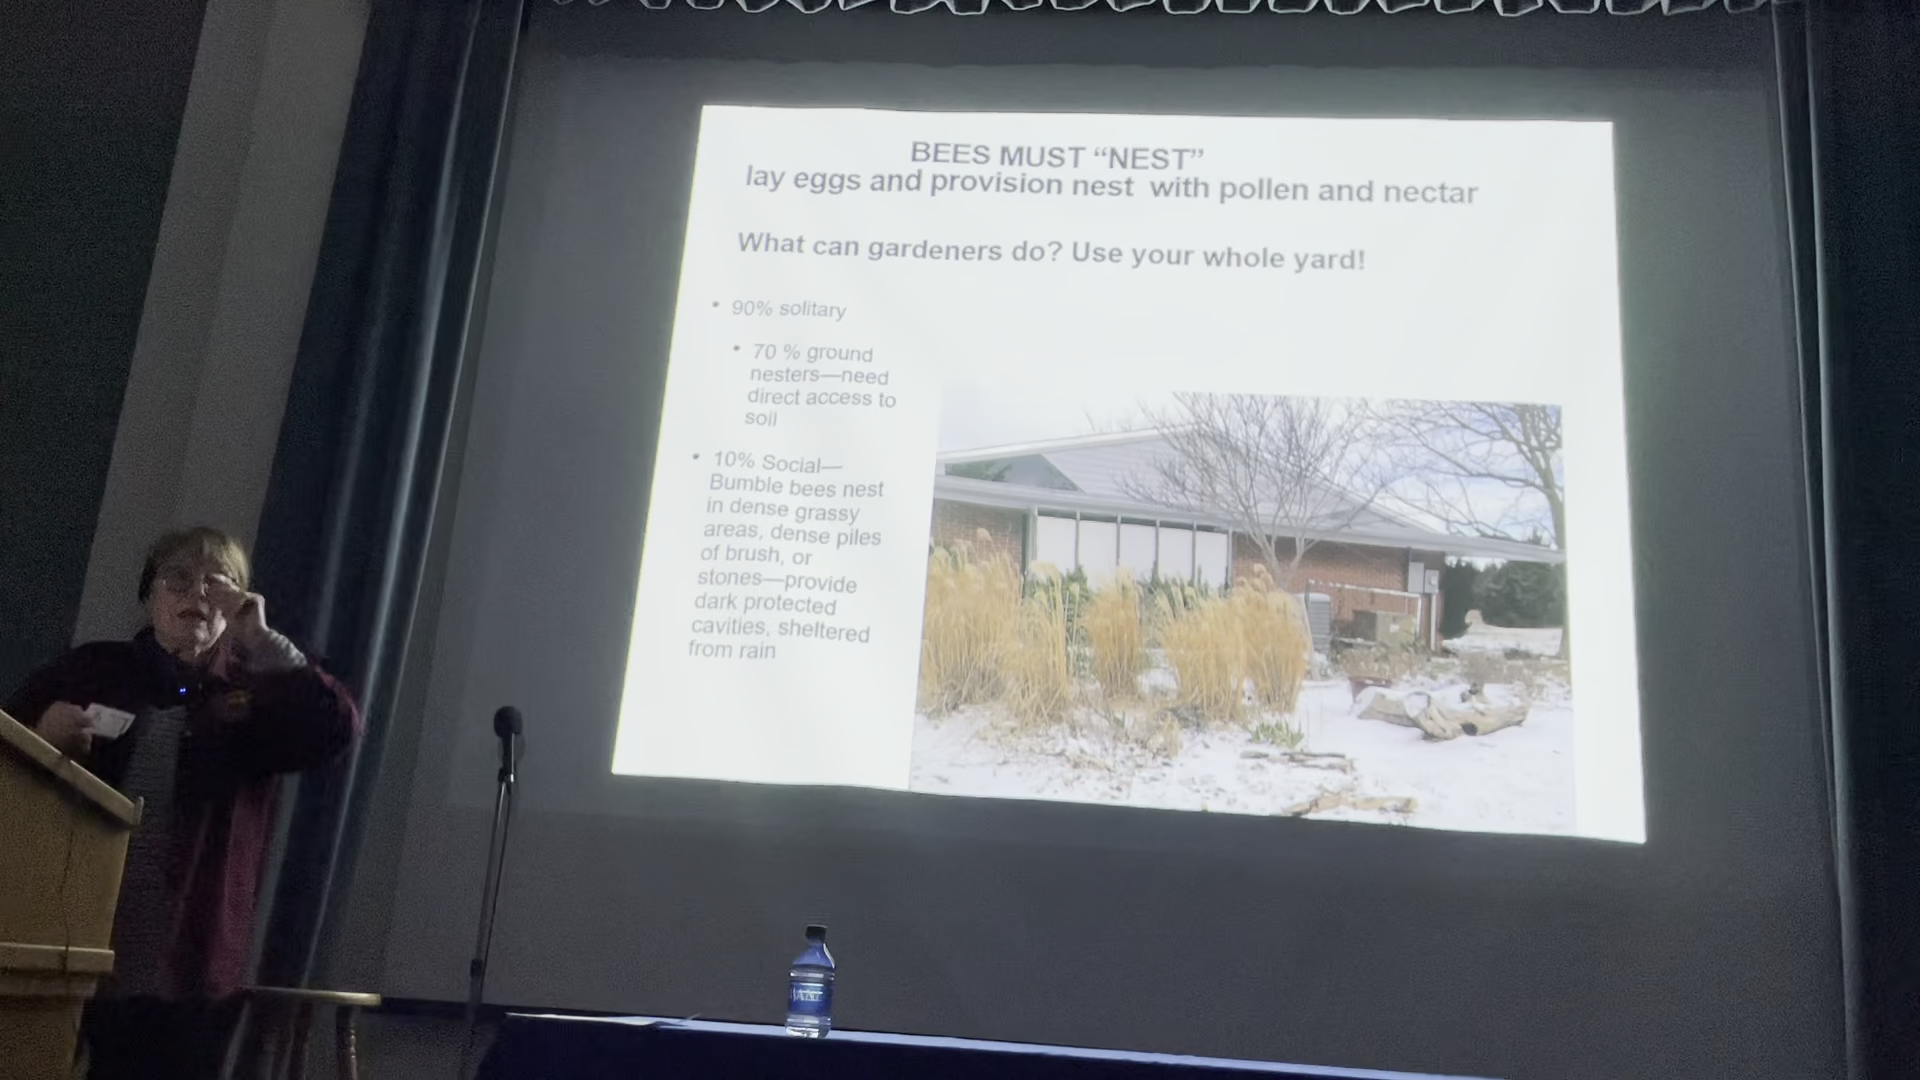 BEES MUST “NEST”
lay eggs and provision nest with pollen and nectar
What can gardeners do? Use your whole yard!
• 90% solitary
• 70 % ground
nesters—need
direct access to
soil
• 10% Social—
Bumble bees nest
in dense grassy
areas, dense piles
of brush, or
stones—provide
dark protected
cavities, sheltered
from rain